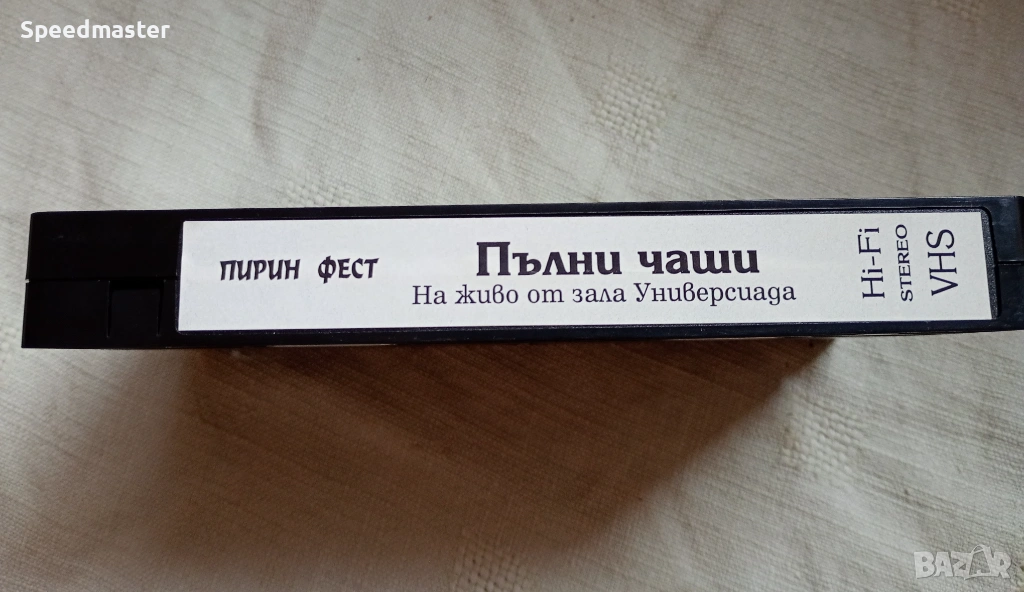 Speedmaster
ПИРИН ФЕСТ
Пълни чаши
На живо от зала Универсиада
Hi-Fi
STEREO
VHS
BAZAR